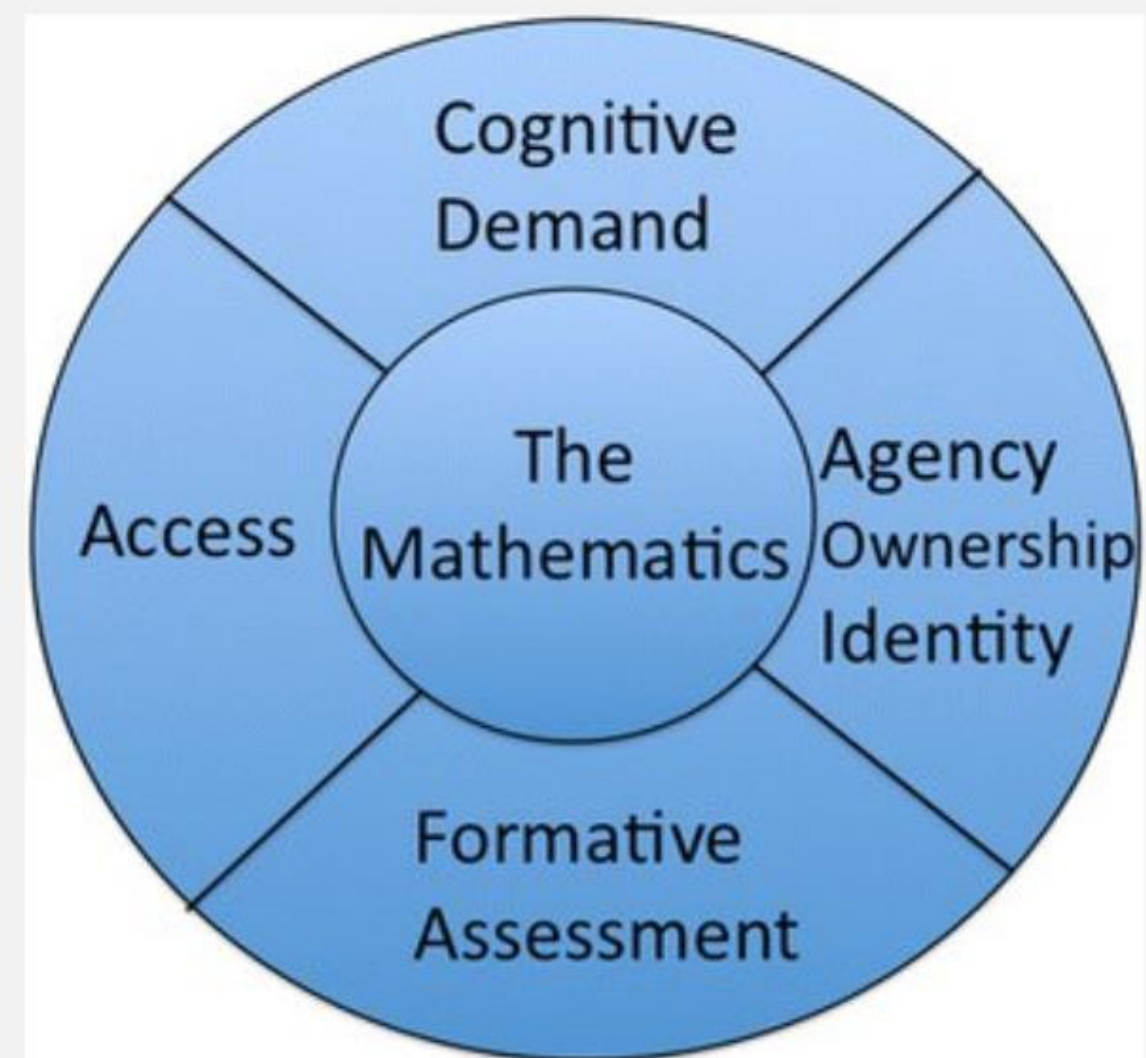 Cognitive
Demand
The
Mathematics
Agency
Ownership
Identity
Access
Formative
Assessment